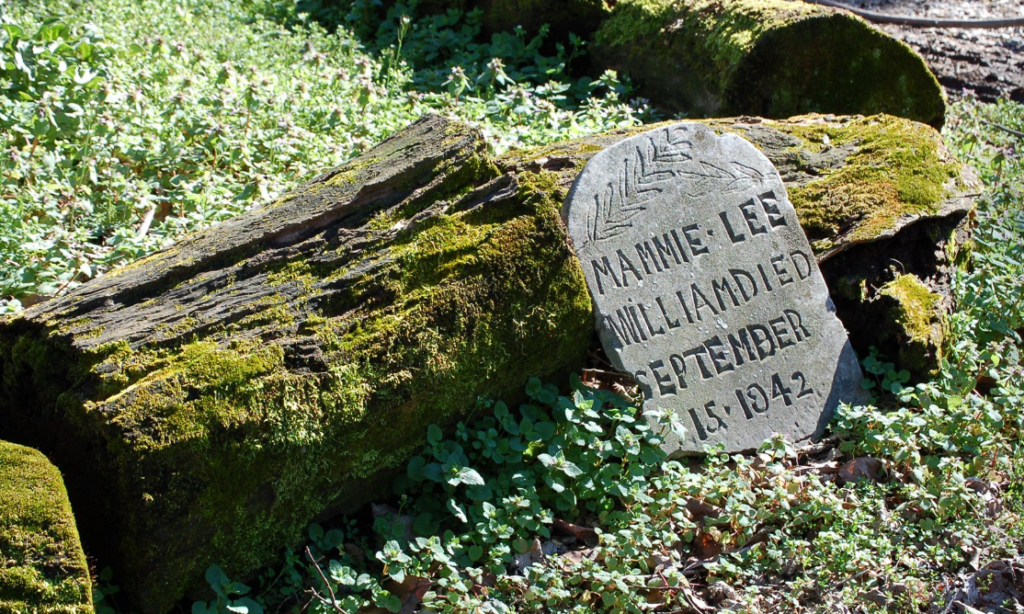 MAMMIE·LEE
WILLIAMDIED
SEPTEMBER
15·1942